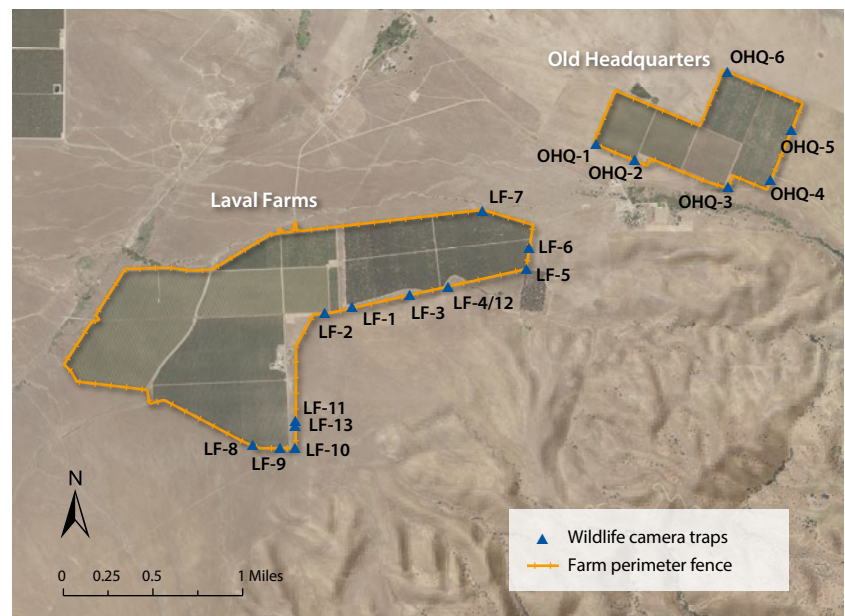 Old Headquarters
OHQ-6
OHQ-1
OHQ-2
OHQ-5
OHQ-3
OHQ-4
Laval Farms
LF-7
LF-6
LF-5
LF-4/12
LF-3
LF-1
LF-2
LF-11
LF-13
LF-8
LF-9
LF-10
N
0 0.25 0.5 1 Miles
Wildlife camera traps
Farm perimeter fence